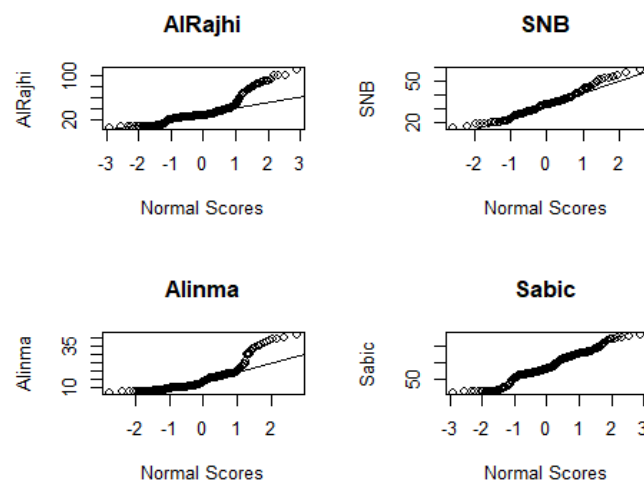 AlRajhi
AlRajhi
20 100
-3 -2 -1 0 1 2 3
Normal Scores
SNB
SNB
20 50
-2 -1 0 1 2
Normal Scores
Alinma
Alinma
10 35
-2 -1 0 1 2
Normal Scores
Sabic
Sabic
50
-3 -2 -1 0 1 2 3
Normal Scores